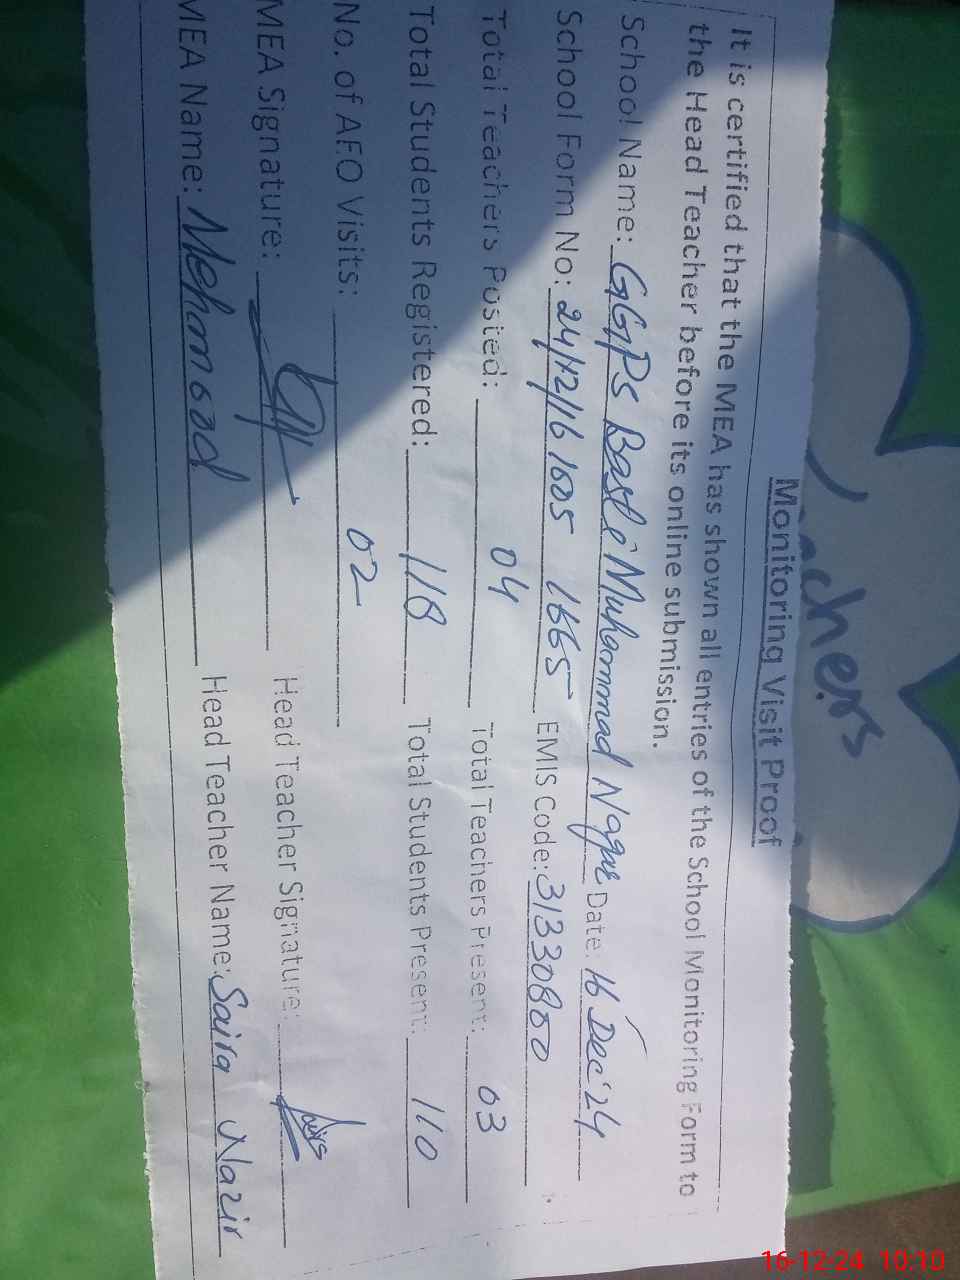 achers
Monitoring Visit Proof
It is certified that the MEA has shown all entries of the School Monitoring Form to
the Head Teacher before its online submission.
School Name: GGPS Basti Muhammad Naque Date: 16 Dec'24
School Form No: 24/12/16 1605 1665 EMIS Code: 31330800
Total Teachers Posted: 04 Total Teachers Present: 03
Total Students Registered: 118 Total Students Present: 110
No. of AEO Visits: 02
MEA Signature: Head Teacher Signature:
MEA Name: Mehmood Head Teacher Name: Saira Nazir
16-12-24 10:10